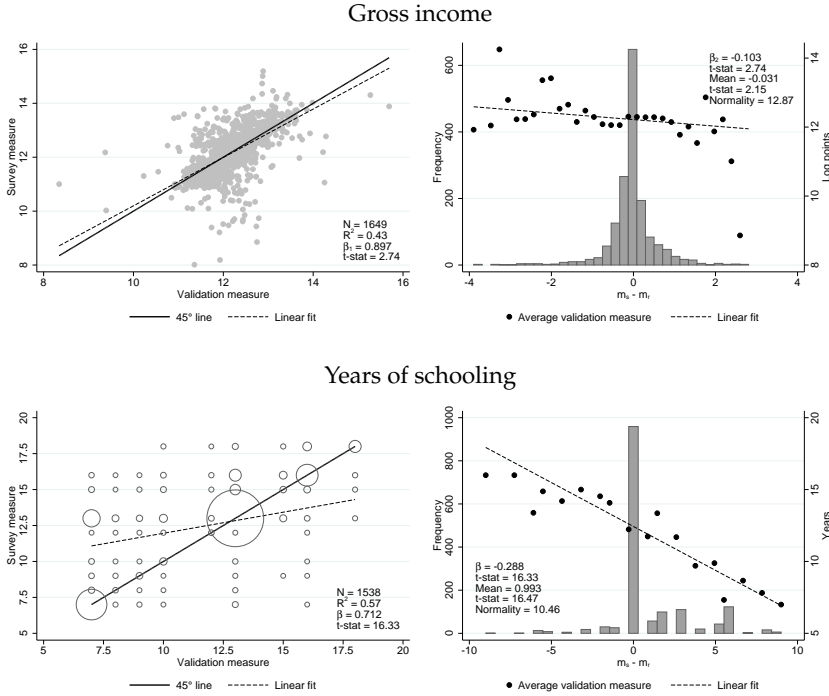 Gross income
16
14
12
10
8
Survey measure
8
10
12
14
16
Validation measure
N = 1649
R² = 0.43
β₁ = 0.897
t-stat = 2.74
45° line
Linear fit
600
400
200
0
Frequency
14
12
10
8
Log points
-4
-2
0
2
4
mₛ - mᵣ
β₂ = -0.103
t-stat = 2.74
Mean = -0.031
t-stat = 2.15
Normality = 12.87
Average validation measure
Linear fit
Years of schooling
20
17.5
15
12.5
10
7.5
5
Survey measure
5
7.5
10
12.5
15
17.5
20
Validation measure
N = 1538
R² = 0.57
β = 0.712
t-stat = 16.33
45° line
Linear fit
1000
800
600
400
200
0
Frequency
20
15
10
5
Years
-10
-5
0
5
10
mₛ - mᵣ
β = -0.288
t-stat = 16.33
Mean = 0.993
t-stat = 16.47
Normality = 10.46
Average validation measure
Linear fit